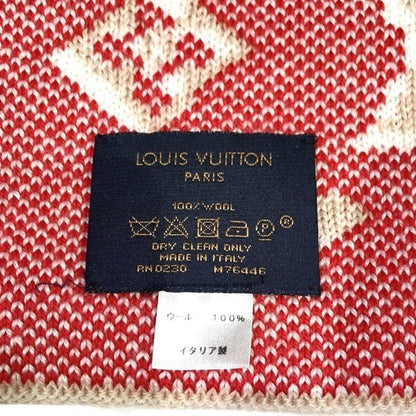 LOUIS VUITTON
PARIS
100% WOOL
P ®
DRY CLEAN ONLY
MADE IN ITALY
RN0230 M76446
ウール 100%
イタリア製